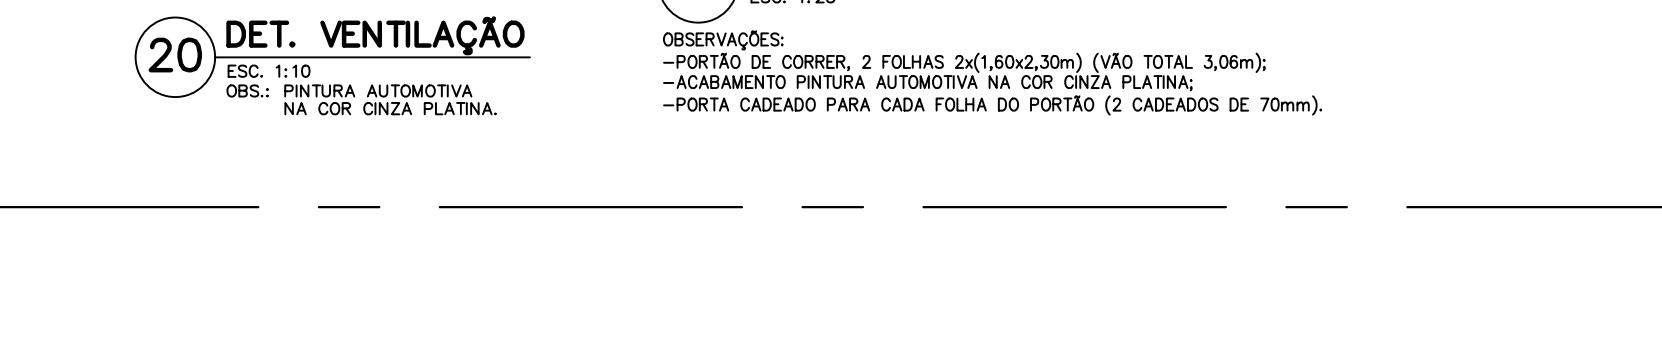 20
DET. VENTILAÇÃO
ESC. 1:10
OBS.: PINTURA AUTOMOTIVA
NA COR CINZA PLATINA.
OBSERVAÇÕES:
-PORTÃO DE CORRER, 2 FOLHAS 2x(1,60x2,30m) (VÃO TOTAL 3,06m);
-ACABAMENTO PINTURA AUTOMOTIVA NA COR CINZA PLATINA;
-PORTA CADEADO PARA CADA FOLHA DO PORTÃO (2 CADEADOS DE 70mm).